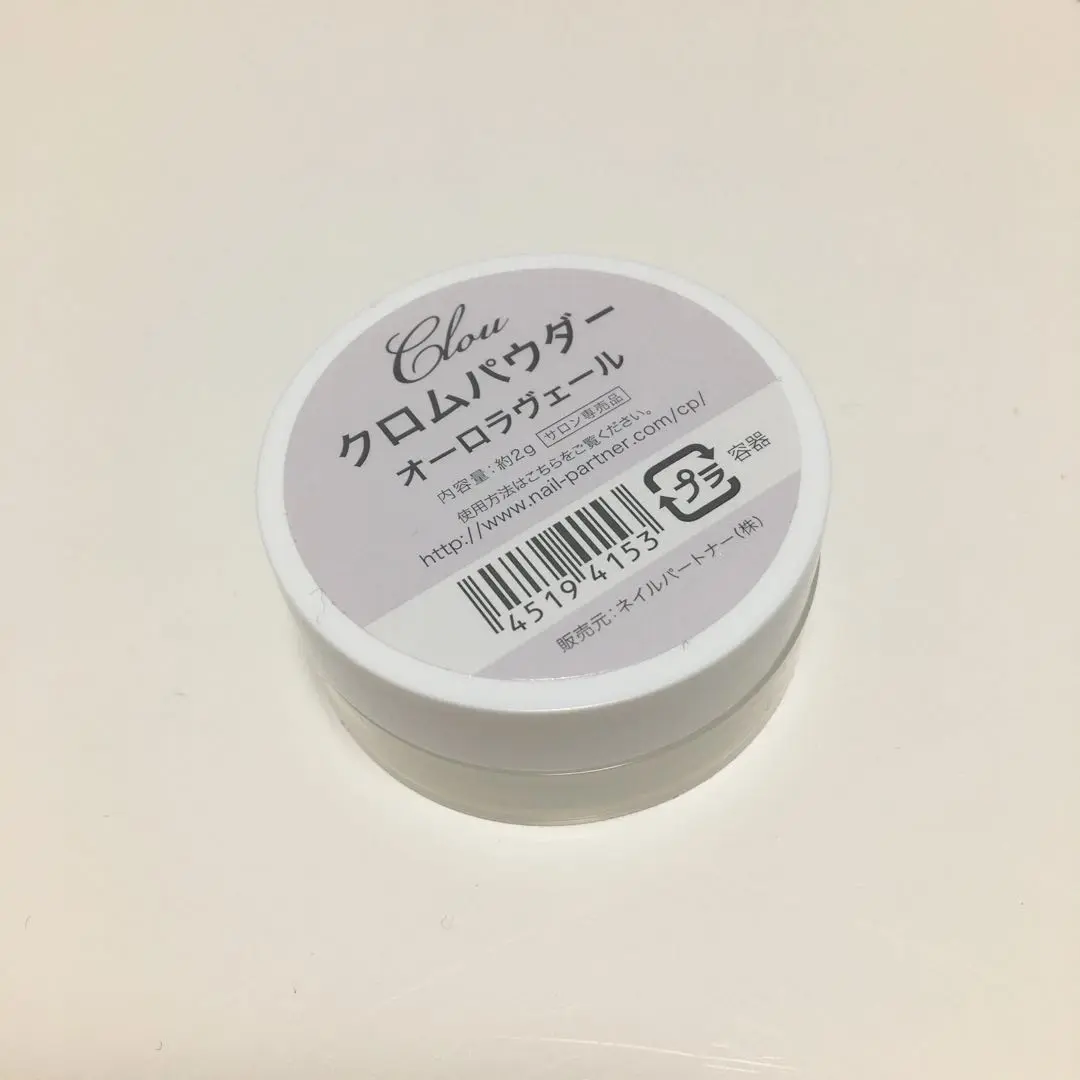 Clou
クロムパウダー
オーロラヴェール
内容量：約2g サロン専売品
使用方法はこちらをご覧ください。
http://www.nail-partner.com/cp/
4519 4153
プラ 容器
販売元：ネイルパートナー(株)